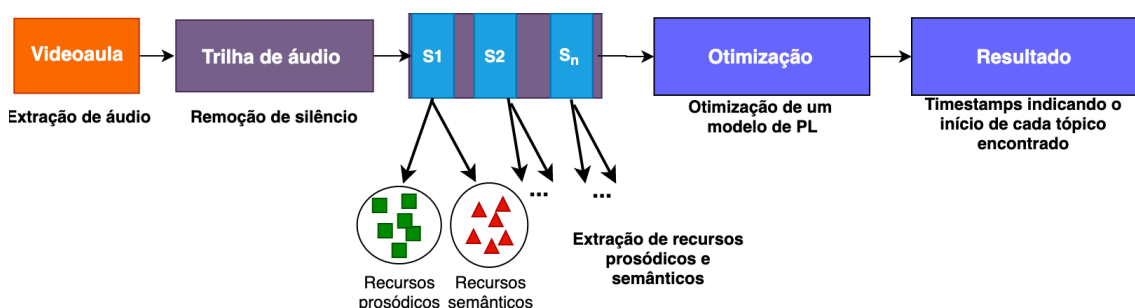 Videoaula
Extração de áudio
Trilha de áudio
Remoção de silêncio
S1
S2
Sn
...
...
Recursos
prosódicos
Recursos
semânticos
Extração de recursos
prosódicos e
semânticos
Otimização
Otimização de um
modelo de PL
Resultado
Timestamps indicando o
início de cada tópico
encontrado